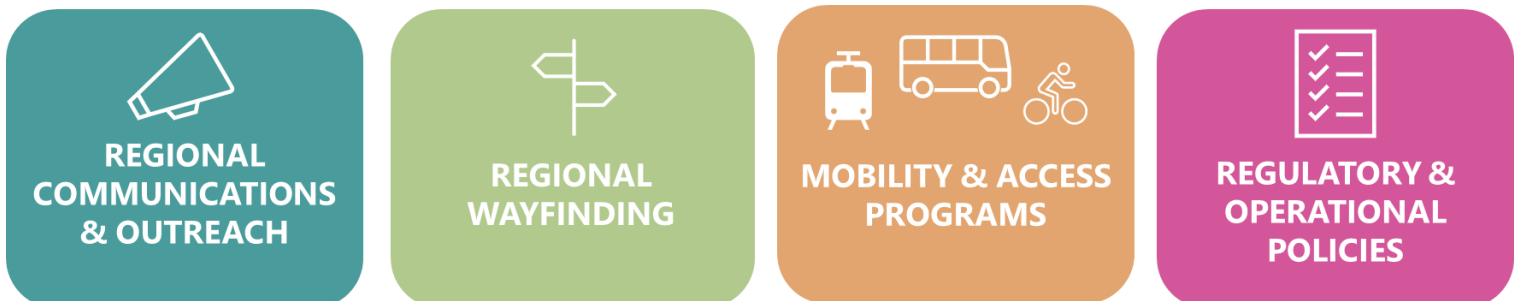 REGIONAL
COMMUNICATIONS
& OUTREACH
REGIONAL
WAYFINDING
MOBILITY & ACCESS
PROGRAMS
REGULATORY &
OPERATIONAL
POLICIES